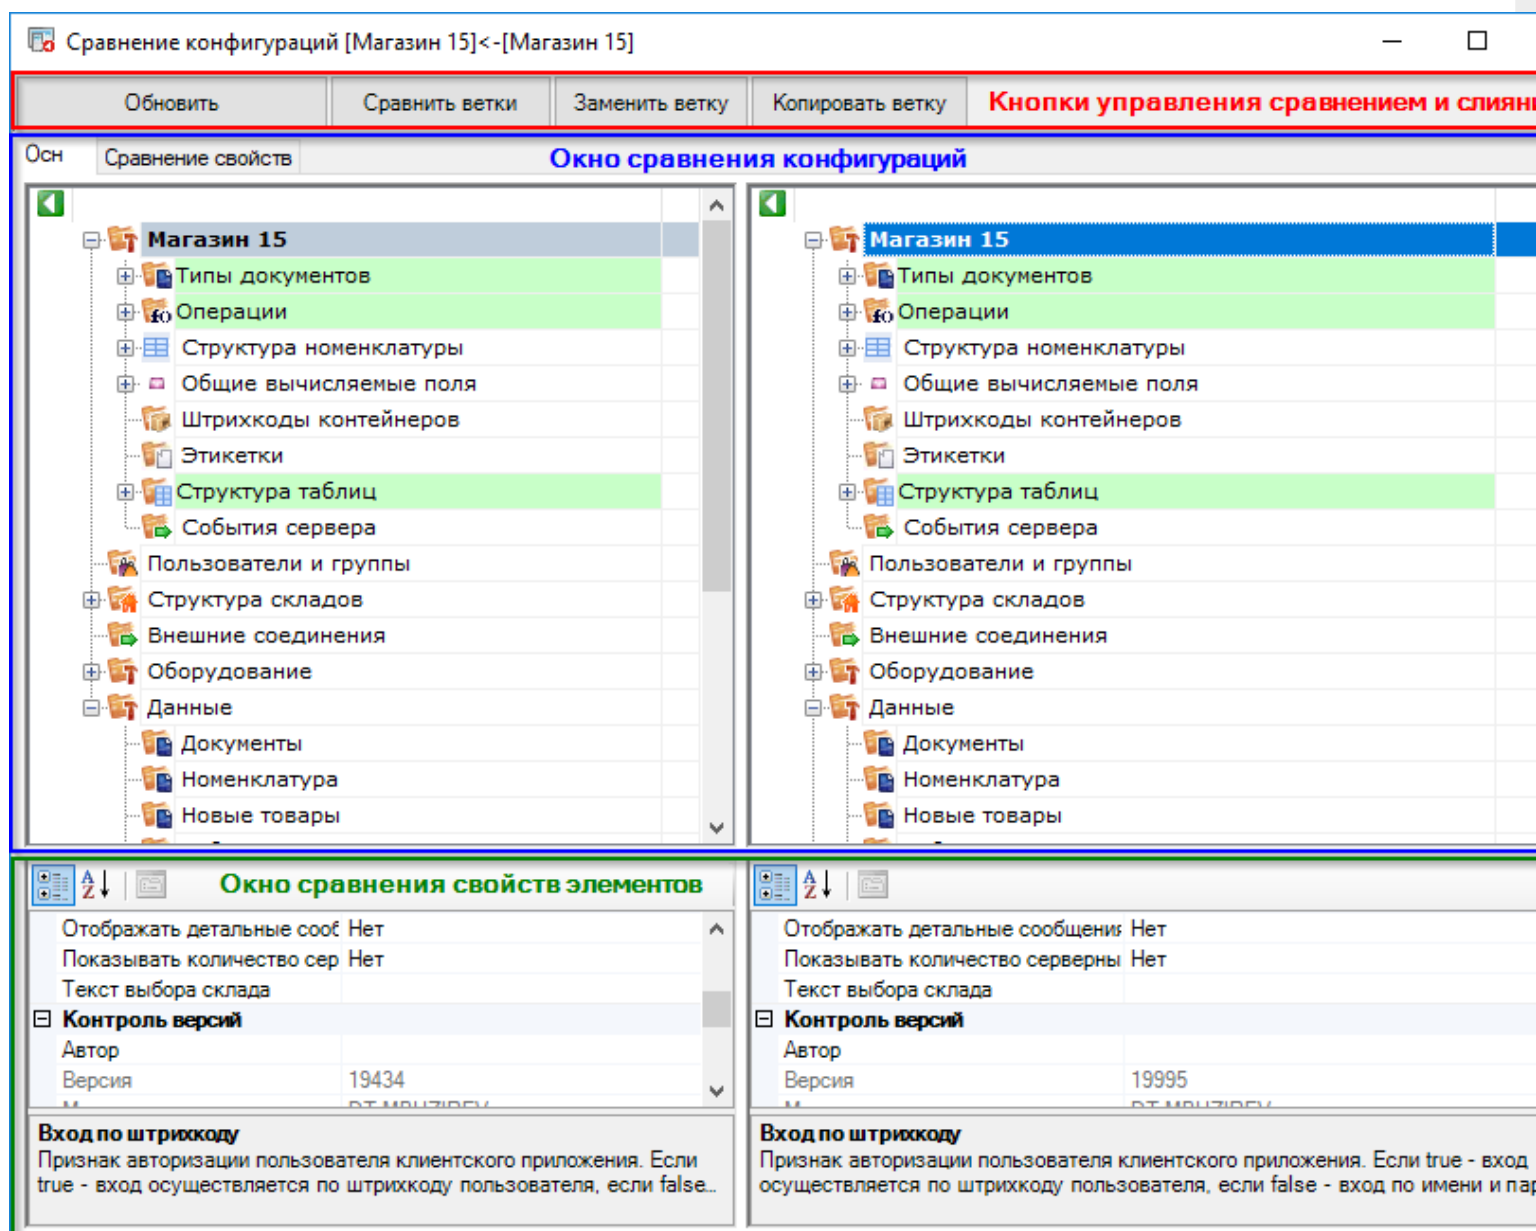 Сравнение конфигураций [Магазин 15]<-[Магазин 15]
Обновить Сравнить ветки Заменить ветку Копировать ветку Кнопки управления сравнением и
Осн Сравнение свойств Окно сравнения конфигураций
Магазин 15
Типы документов
Операции
Структура номенклатуры
Общие вычисляемые поля
Штрихкоды контейнеров
Этикетки
Структура таблиц
События сервера
Пользователи и группы
Структура складов
Внешние соединения
Оборудование
Данные
Документы
Номенклатура
Новые товары
Магазин 15
Типы документов
Операции
Структура номенклатуры
Общие вычисляемые поля
Штрихкоды контейнеров
Этикетки
Структура таблиц
События сервера
Пользователи и группы
Структура складов
Внешние соединения
Оборудование
Данные
Документы
Номенклатура
Новые товары
Окно сравнения свойств элементов
Отображать детальные Нет
Показывать количество сер Нет
Текст выбора склада
Контроль версий
Автор
Версия 19434
Вход по штрихкоду
Признак авторизации пользователя клиентского приложения. Если
true - вход осуществляется по штрихкоду пользователя, если false...
Отображать детальные сообщения Нет
Показывать количество серверны Нет
Текст выбора склада
Контроль версий
Автор
Версия 19995
Вход по штрихкоду
Признак авторизации пользователя клиентского приложения. Если true - вход
осуществляется по штрихкоду пользователя, если false - вход по имени и